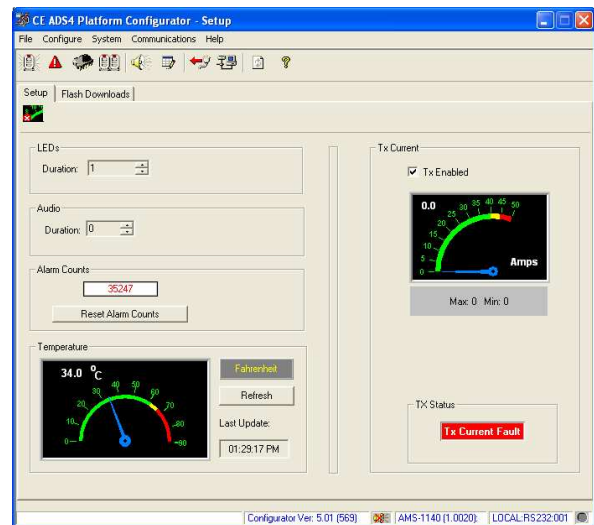 CE ADS4 Platform Configurator - Setup
File Configure System Communications Help
Setup Flash Downloads
LEDs
Duration: 1
Audio
Duration: 0
Alarm Counts
35247
Reset Alarm Counts
Temperature
34.0 °C
0 10 20 30 40 50 60 70 80 90
Fahrenheit
Refresh
Last Update:
01:29:17 PM
Tx Current
Tx Enabled
0.0
0 5 10 15 20 25 30 35 40 45 50
Amps
Max: 0 Min: 0
TX Status
Tx Current Fault
Configurator Ver: 5.01 (569) AMS-1140 (1.0020): LOCAL:RS232:001